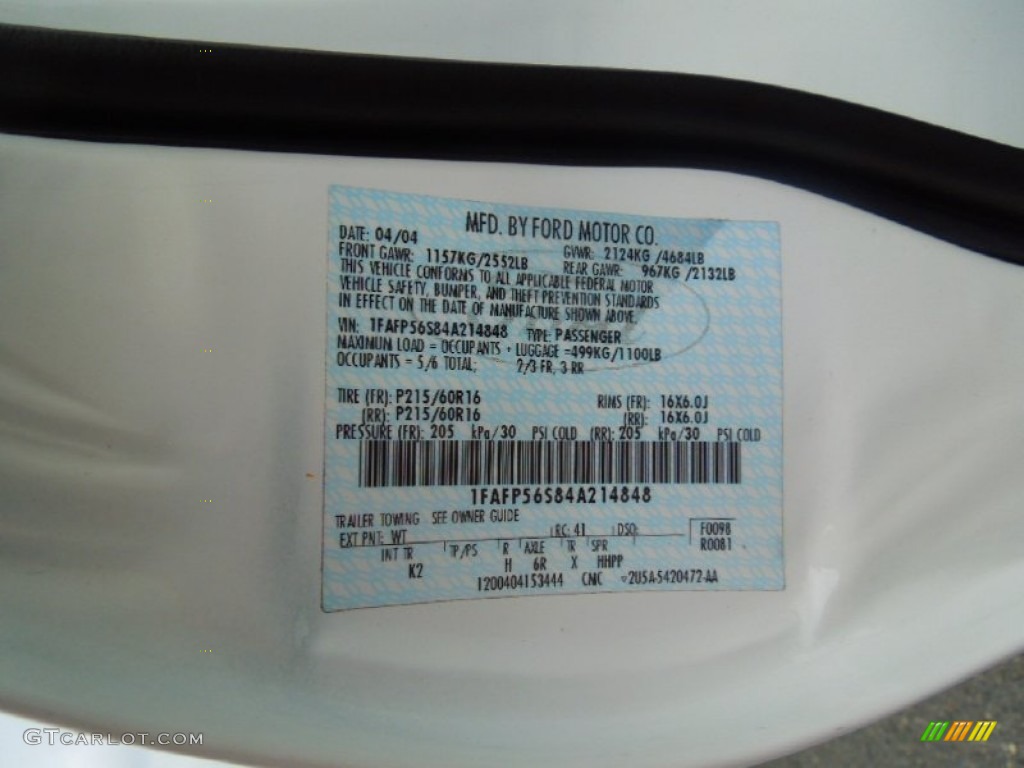 MFD. BY FORD MOTOR CO.
DATE: 04/04 GVWR: 2124KG /4684LB
FRONT GAWR: 1157KG/2552LB REAR GAWR: 967KG /2132LB
THIS VEHICLE CONFORMS TO ALL APPLICABLE FEDERAL MOTOR
VEHICLE SAFETY, BUMPER, AND THEFT PREVENTION STANDARDS
IN EFFECT ON THE DATE OF MANUFACTURE SHOWN ABOVE.
VIN: 1FAFP56S84A214848 TYPE: PASSENGER
MAXIMUM LOAD = OCCUPANTS + LUGGAGE =499KG/1100LB
OCCUPANTS = 5/6 TOTAL; 2/3 FR, 3 RR
TIRE (FR): P215/60R16 RIMS (FR): 16X6.0J
(RR): P215/60R16 (RR): 16X6.0J
PRESSURE (FR): 205 kPa/30 PSI COLD (RR): 205 kPa/30 PSI COLD
1FAFP56S84A214848
TRAILER TOWING SEE OWNER GUIDE
EXT PNT: WT RC: 41 DSO: F0098
R0081
INT TR TP/PS R AXLE TR SPR
K2 H 6R X HHPP
1200404153444 CNC 2U5A-5420472-AA
GTCARLOT.COM